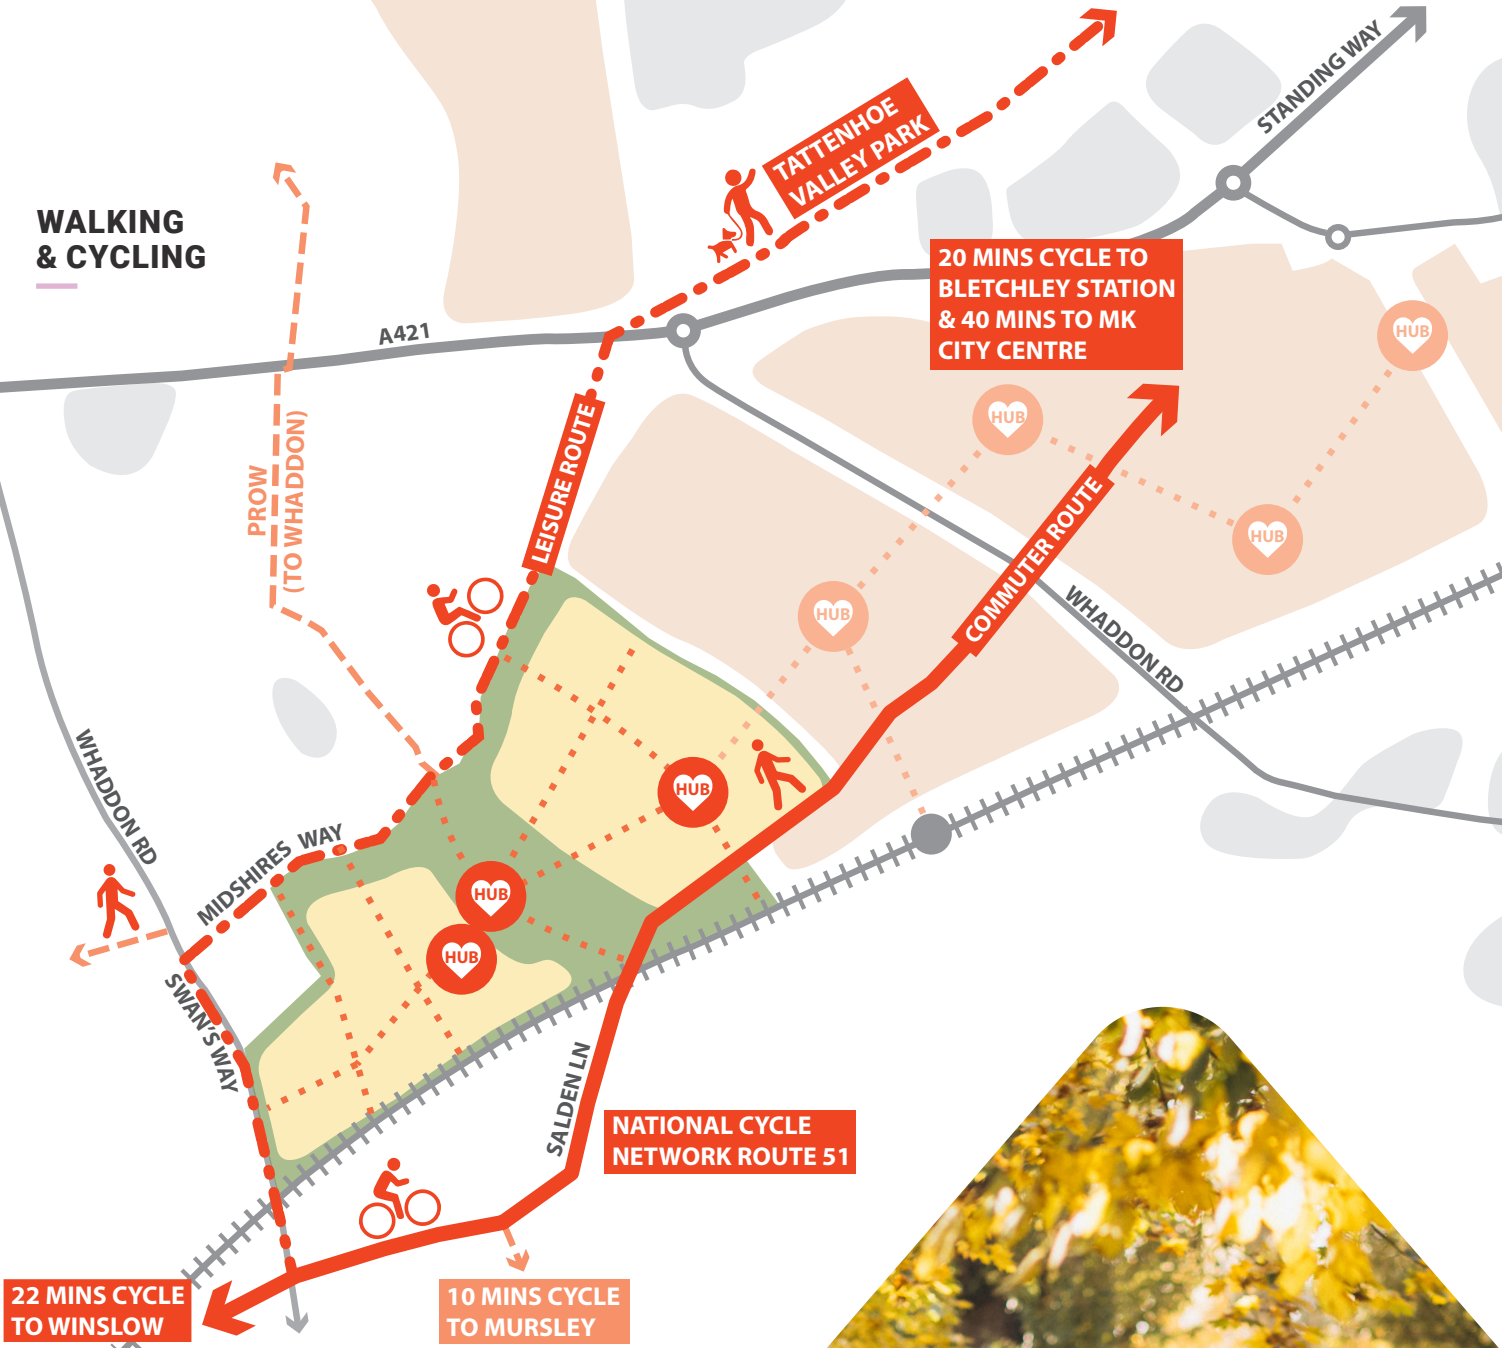 WALKING
& CYCLING
TATTENHOE
VALLEY PARK
STANDING WAY
A421
20 MINS CYCLE TO
BLETCHLEY STATION
& 40 MINS TO MK
CITY CENTRE
HUB
HUB
HUB
HUB
PROW
(TO WHADDON)
LEISURE ROUTE
COMMUTER ROUTE
WHADDON RD
WHADDON RD
MIDSHIRES WAY
HUB
HUB
HUB
SWAN'S WAY
SALDEN LN
NATIONAL CYCLE
NETWORK ROUTE 51
22 MINS CYCLE
TO WINSLOW
10 MINS CYCLE
TO MURSLEY